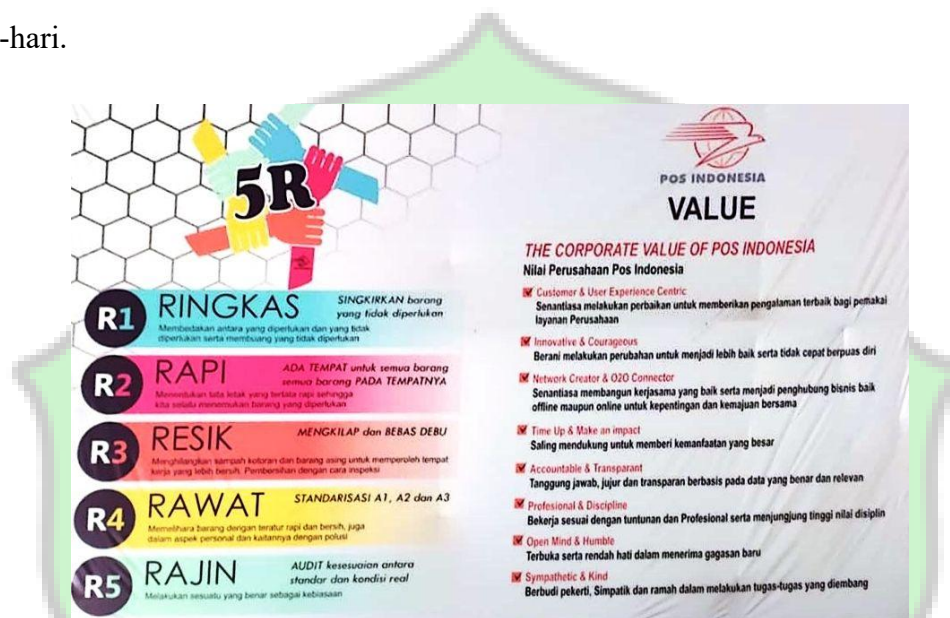 -hari.
5R
R1
RINGKAS
SINGKIRKAN barang
yang tidak diperlukan
Membedakan antara yang diperlukan dan yang tidak
diperlukan serta membuang yang tidak diperlukan
R2
RAPI
ADA TEMPAT untuk semua barang
semua barang PADA TEMPATNYA
Menentukan tata letak yang tertata rapi sehingga
kita selalu menemukan barang yang diperlukan
R3
RESIK
MENGKILAP dan BEBAS DEBU
Menghilangkan sampah kotoran dan barang asing untuk memperoleh tempat
kerja yang lebih bersih. Pembersihan dengan cara inspeksi
R4
RAWAT
STANDARISASI A1, A2 dan A3
Memelihara barang dengan teratur rapi dan bersih, juga
dalam aspek personal dan kaitannya dengan polusi
R5
RAJIN
AUDIT kesesuaian antara
standar dan kondisi real
Melakukan sesuatu yang benar sebagai kebiasaan
POS INDONESIA
VALUE
THE CORPORATE VALUE OF POS INDONESIA
Nilai Perusahaan Pos Indonesia
Customer & User Experience Centric
Senantiasa melakukan perbaikan untuk memberikan pengalaman terbaik bagi pemakai
layanan Perusahaan
Innovative & Courageous
Berani melakukan perubahan untuk menjadi lebih baik serta tidak cepat berpuas diri
Network Creator & O2O Connector
Senantiasa membangun kerjasama yang baik serta menjadi penghubung bisnis baik
offline maupun online untuk kepentingan dan kemajuan bersama
Time Up & Make an impact
Saling mendukung untuk memberi kemanfaatan yang besar
Accountable & Transparant
Tanggung jawab, jujur dan transparan berbasis pada data yang benar dan relevan
Profesional & Discipline
Bekerja sesuai dengan tuntunan dan Profesional serta menjungjung tinggi nilai disiplin
Open Mind & Humble
Terbuka serta rendah hati dalam menerima gagasan baru
Sympathetic & Kind
Berbudi pekerti, Simpatik dan ramah dalam melakukan tugas-tugas yang diembang